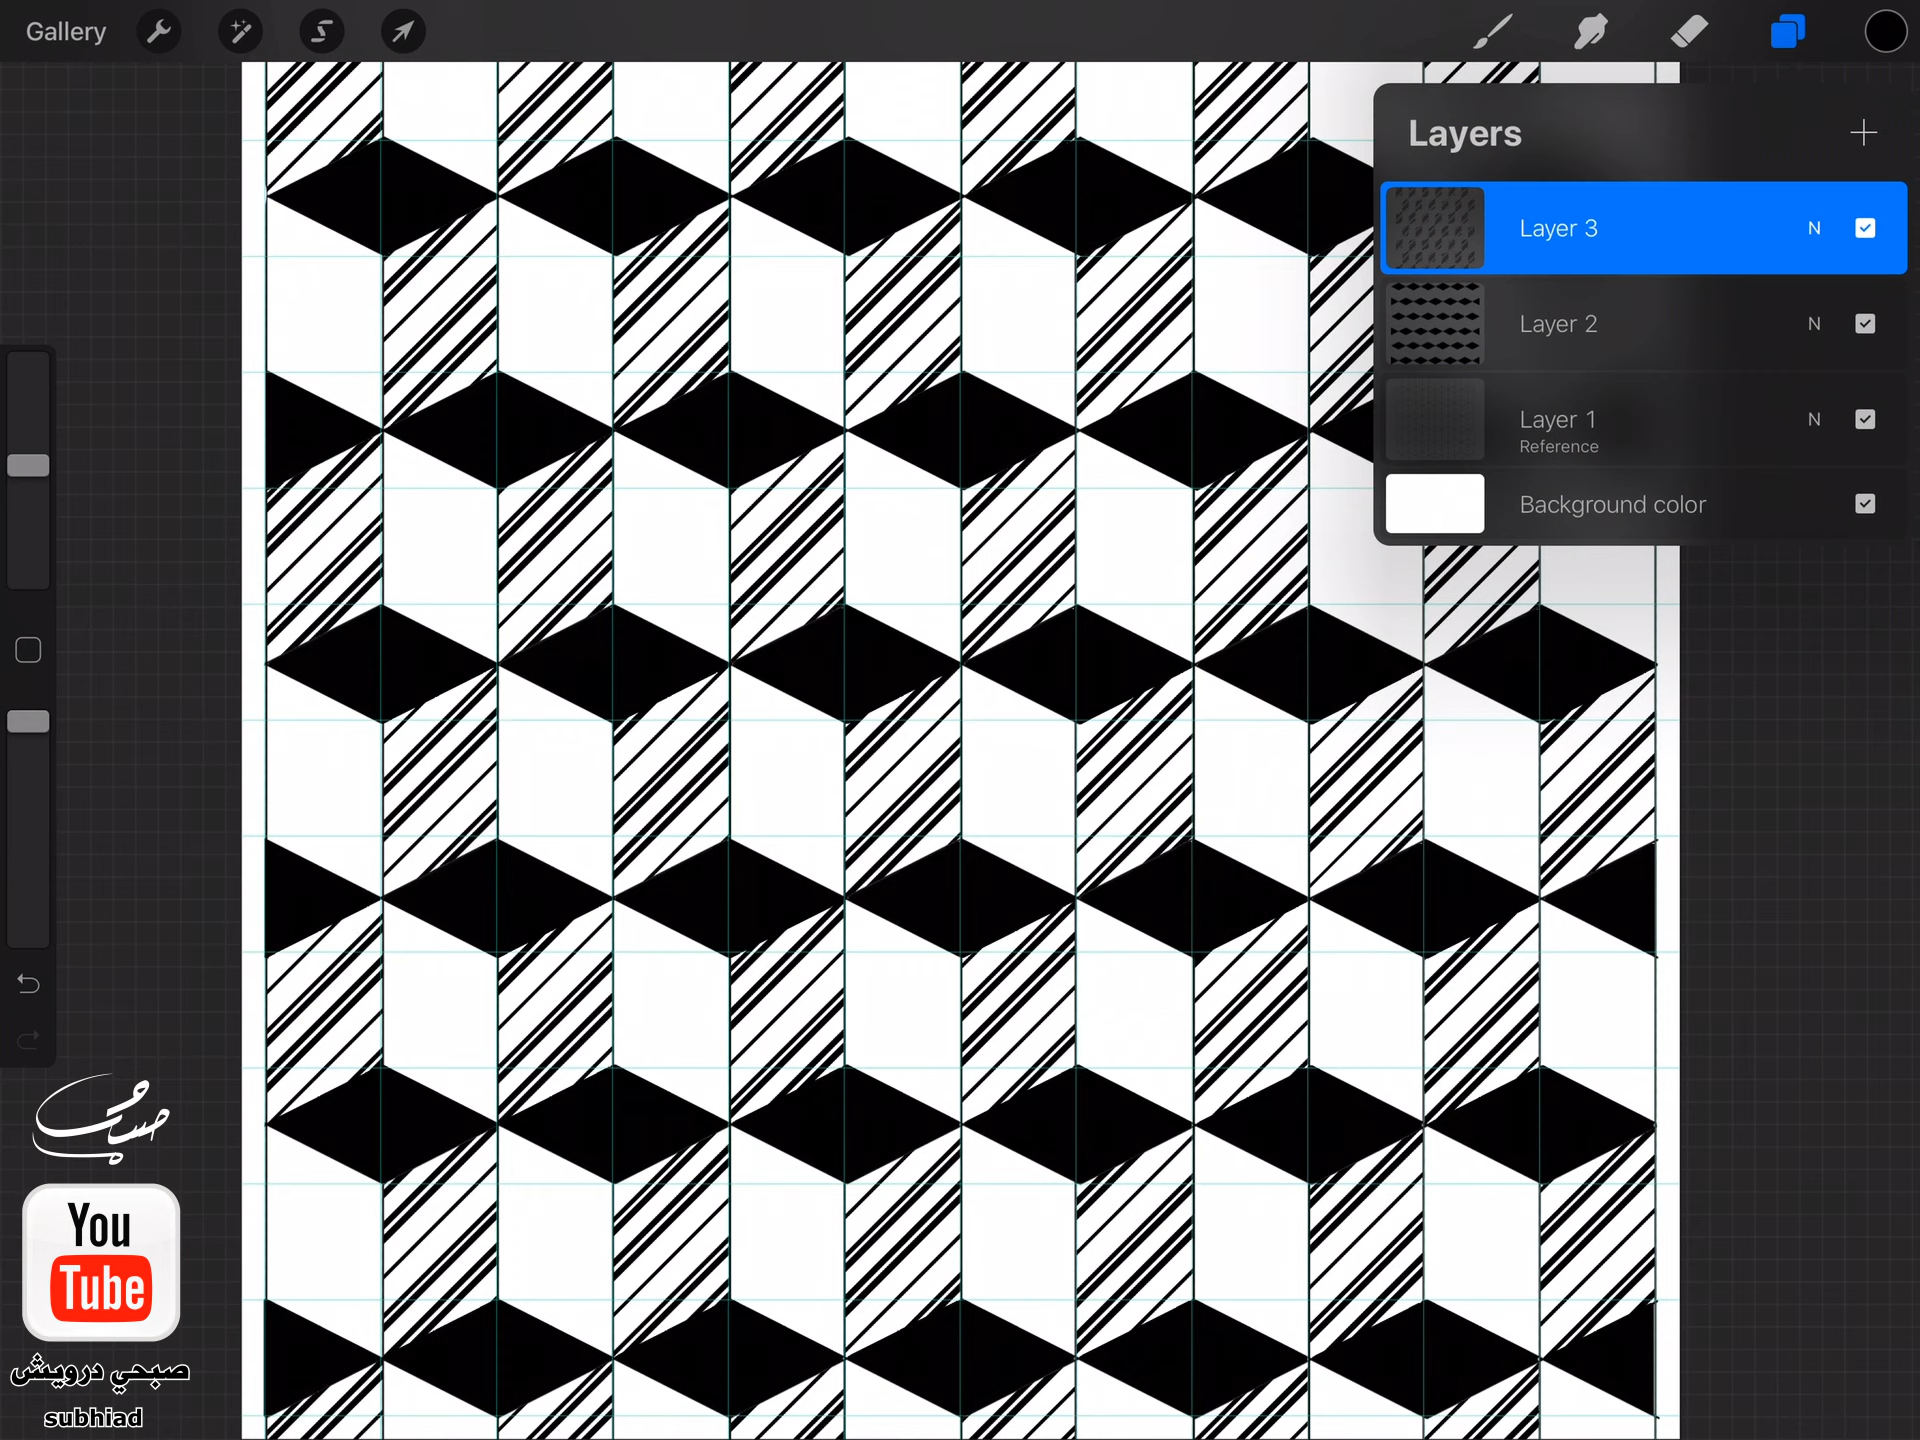 Gallery
Layers
Layer 3
N
Layer 2
N
Layer 1
N
Reference
Background color
You
Tube
صبحي درويش
subhiad